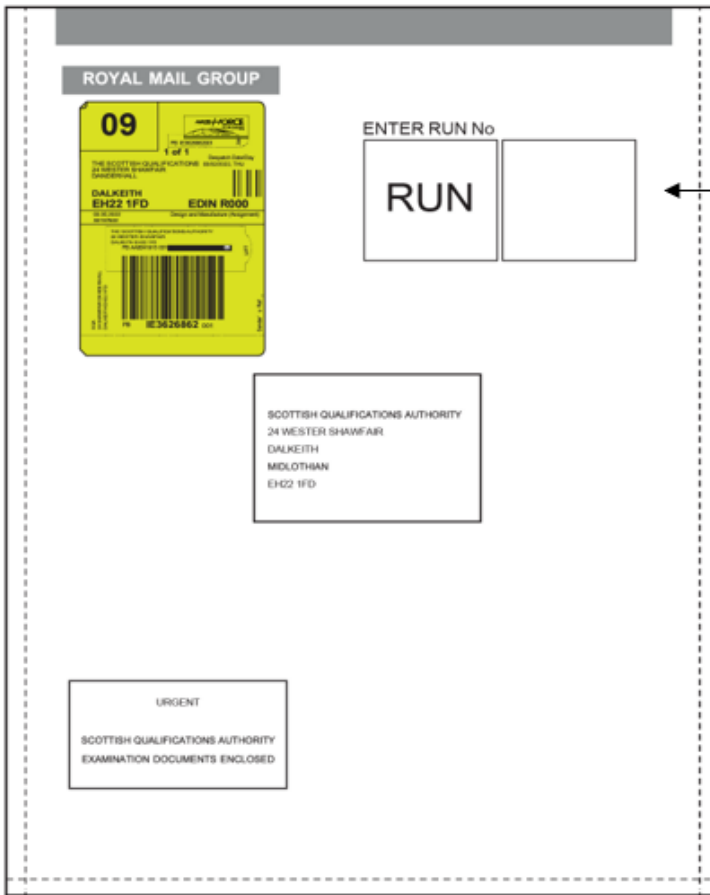 ROYAL MAIL GROUP
09
1 of 1
THE SCOTTISH QUALIFICATIONS
24 WESTER SHAWFAIR
DANDERHALL
DALKEITH
EH22 1FD EDIN R000
Design and Manufacture (Assignment)
IE3626862 001
ENTER RUN No
RUN
SCOTTISH QUALIFICATIONS AUTHORITY
24 WESTER SHAWFAIR
DALKEITH
MIDLOTHIAN
EH22 1FD
URGENT
SCOTTISH QUALIFICATIONS AUTHORITY
EXAMINATION DOCUMENTS ENCLOSED